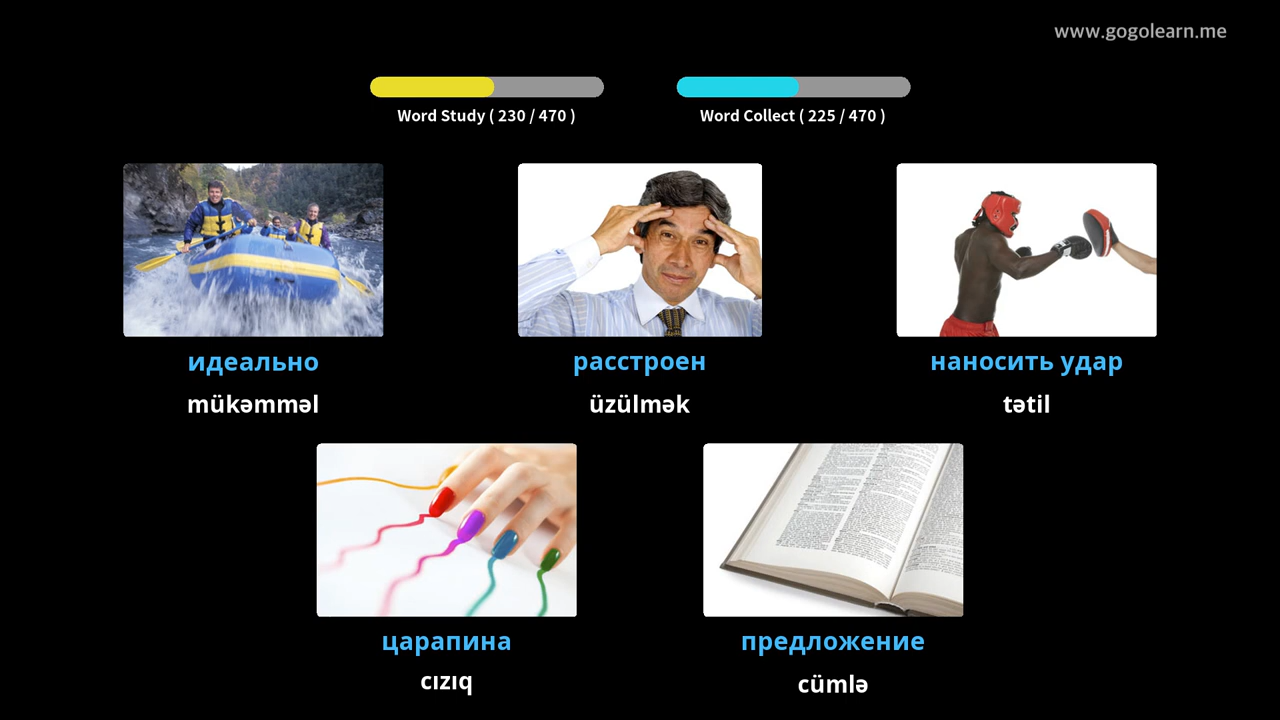 www.gogolearn.me
Word Study ( 230 / 470 )
Word Collect ( 225 / 470 )
идеально
mükəmməl
расстроен
üzülmək
наносить удар
tətil
царапина
cızıq
предложение
cümlə